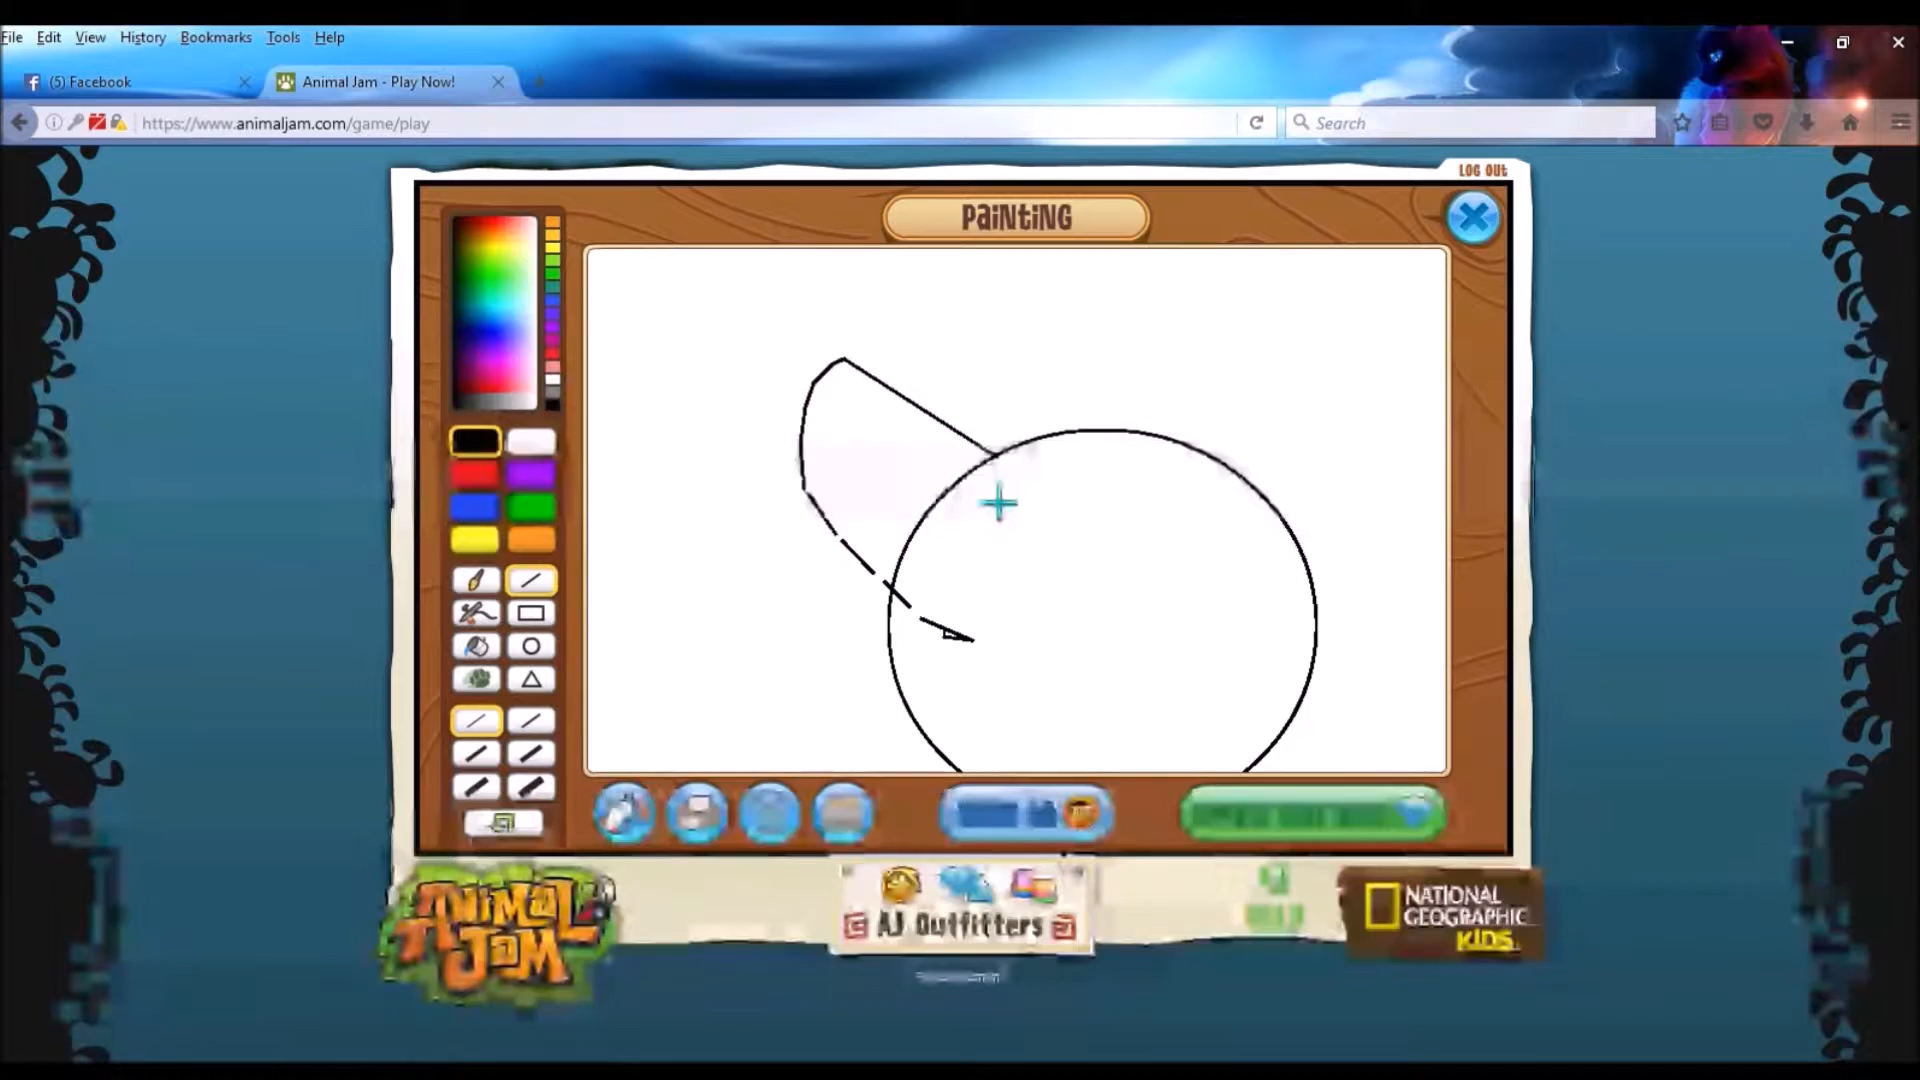 File Edit View History Bookmarks Tools Help
(5) Facebook
Animal Jam - Play Now!
https://www.animaljam.com/game/play
Search
LOG OUT
PAINTING
ANIMAL
JAM
AJ Outfitters
NATIONAL
GEOGRAPHIC
KIDS